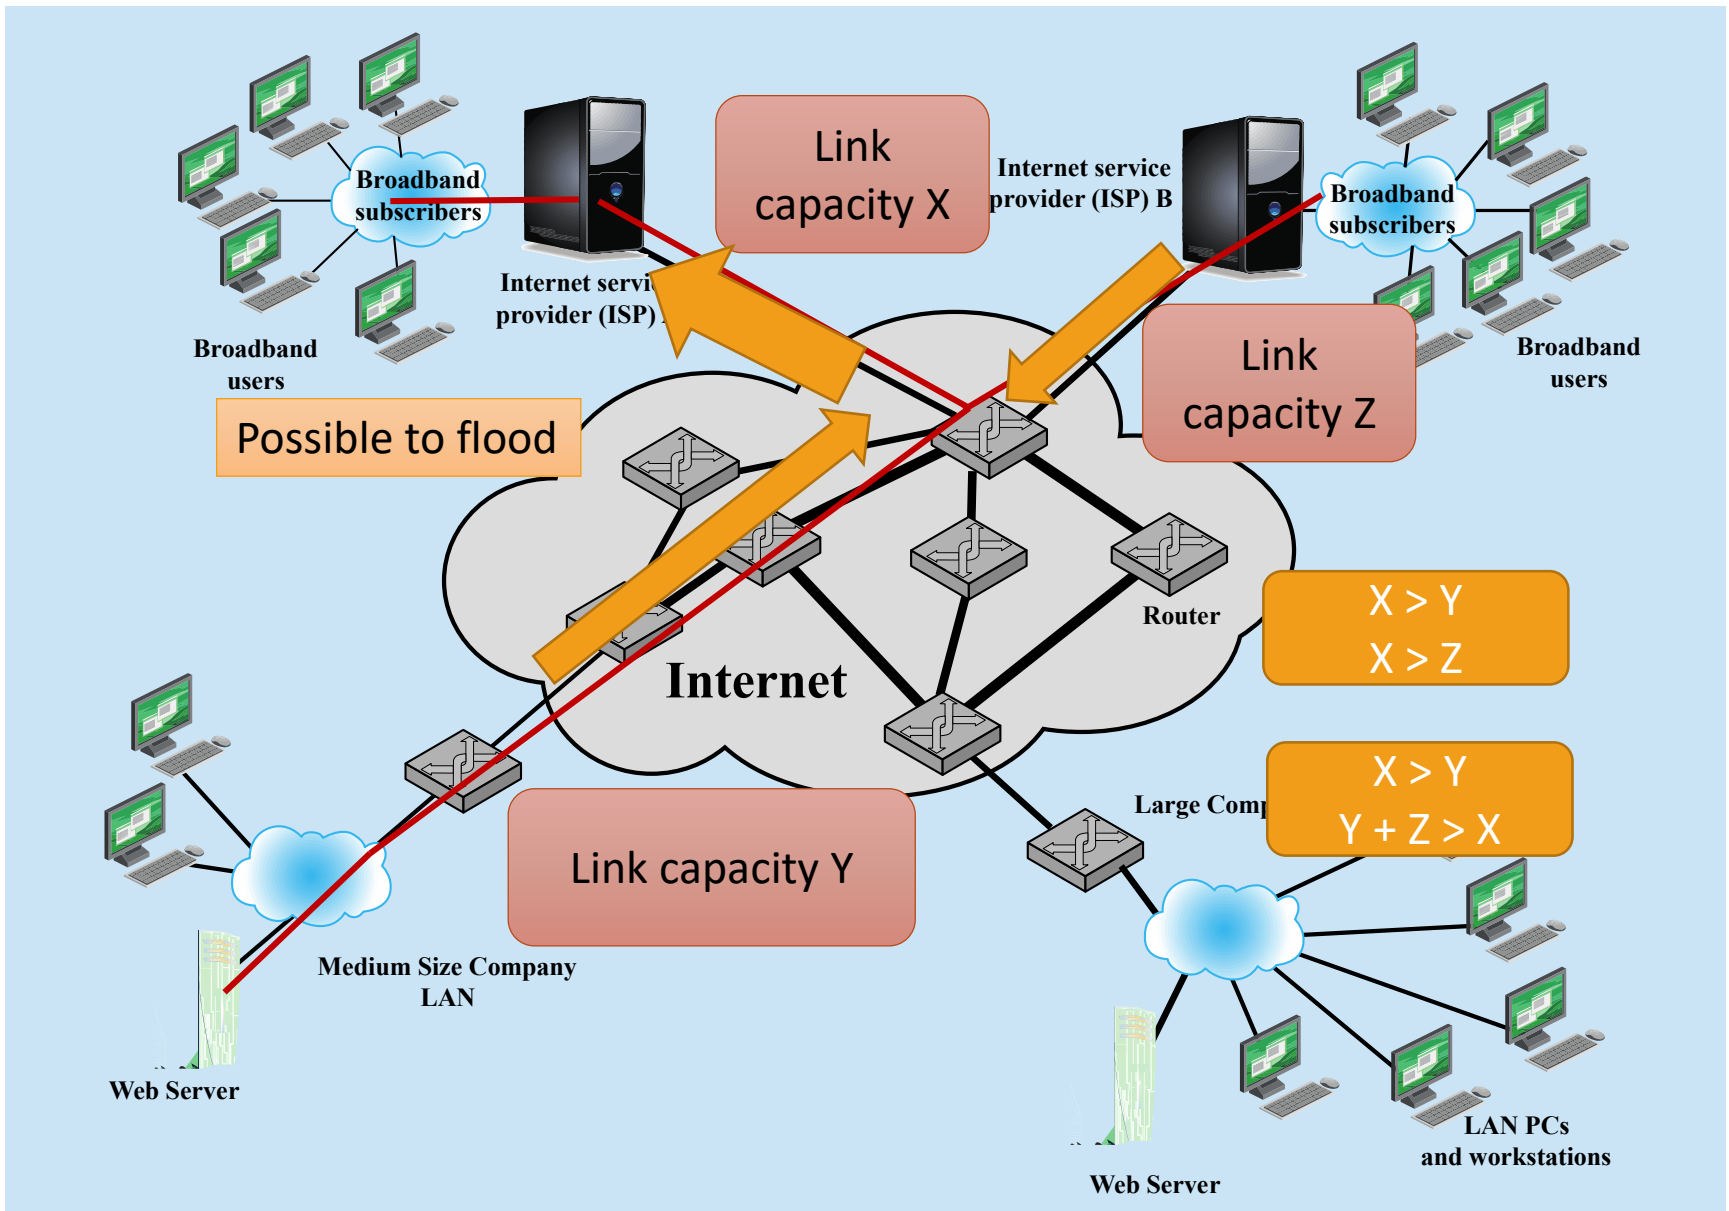 Link
capacity X
Broadband
subscribers
Internet service
provider (ISP) B
Broadband
subscribers
Internet
provider (ISP)
Broadband
users
Link
capacity Z
Broadband
users
Possible to flood
X > Y
X > Z
Router
Internet
X > Y
Y + Z > X
Large
Link capacity Y
Medium Size Company
LAN
Web Server
LAN PCs
and workstations
Web Server